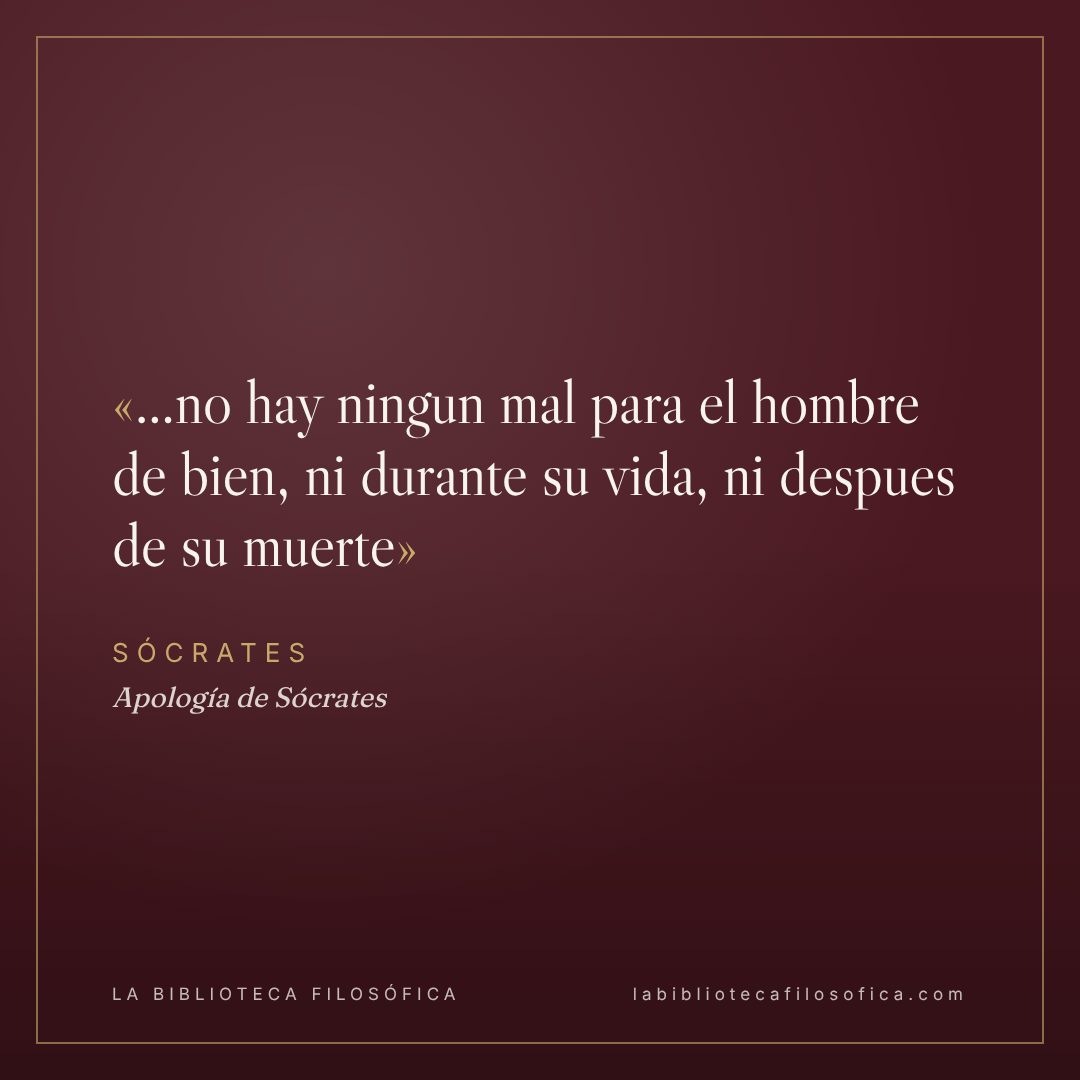 «...no hay ningun mal para el hombre
de bien, ni durante su vida, ni despues
de su muerte»
SÓCRATES
Apología de Sócrates
LA BIBLIOTECA FILOSÓFICA
labibliotecafilosofica.com